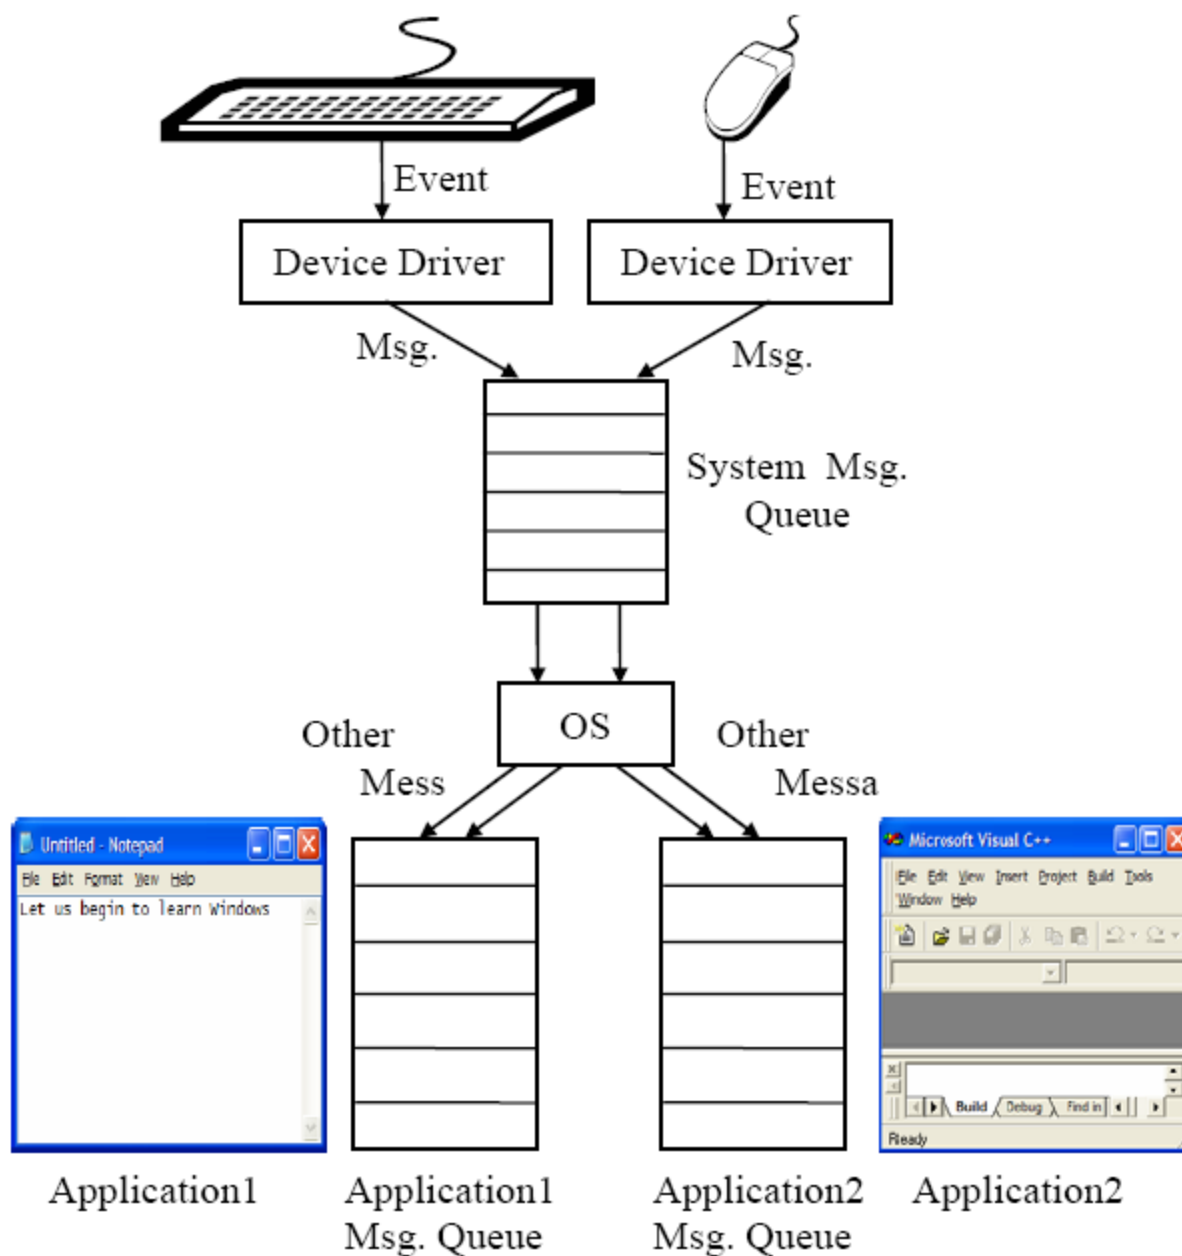 Event
Event
Device Driver
Device Driver
Msg.
Msg.
System Msg.
Queue
OS
Other
Mess
Other
Messa
Untitled - Notepad
File Edit Format View Help
Let us begin to learn Windows
Microsoft Visual C++
File Edit View Insert Project Build Tools
Window Help
Build Debug Find in
Ready
Application1
Application1
Msg. Queue
Application2
Msg. Queue
Application2